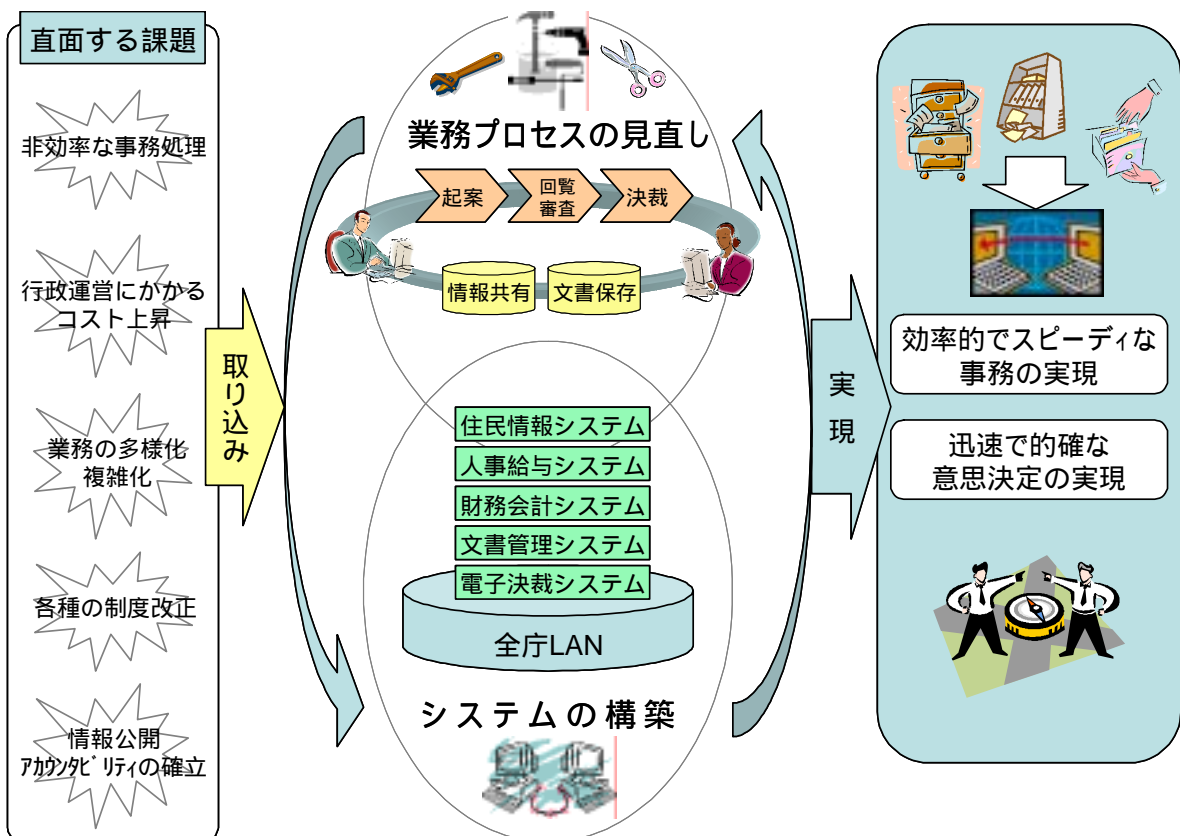 直面する課題
非効率な事務処理
行政運営にかかる
コスト上昇
業務の多様化
複雑化
各種の制度改正
情報公開
ｱｶｳﾝﾀﾋﾞﾘﾃｨの確立
取り込み
業務プロセスの見直し
起案
回覧
審査
決裁
情報共有
文書保存
住民情報システム
人事給与システム
財務会計システム
文書管理システム
電子決裁システム
全庁LAN
システムの構築
実現
効率的でスピーディな
事務の実現
迅速で的確な
意思決定の実現